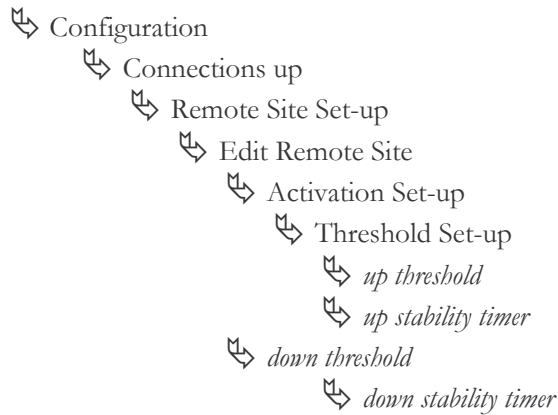 Configuration
Connections up
Remote Site Set-up
Edit Remote Site
Activation Set-up
Threshold Set-up
up threshold
up stability timer
down threshold
down stability timer